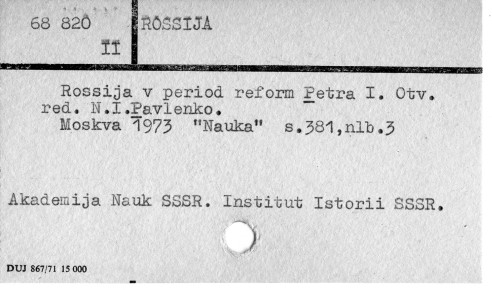 68 820 ROSSIJA
II
Rossija v period reform Petra I. Otv.
red. N.I.Pavlenko.
Moskva 1973 "Nauka" s.381,nlb.3
Akademija Nauk SSSR. Institut Istorii SSSR.
DUJ 867/71 15 000